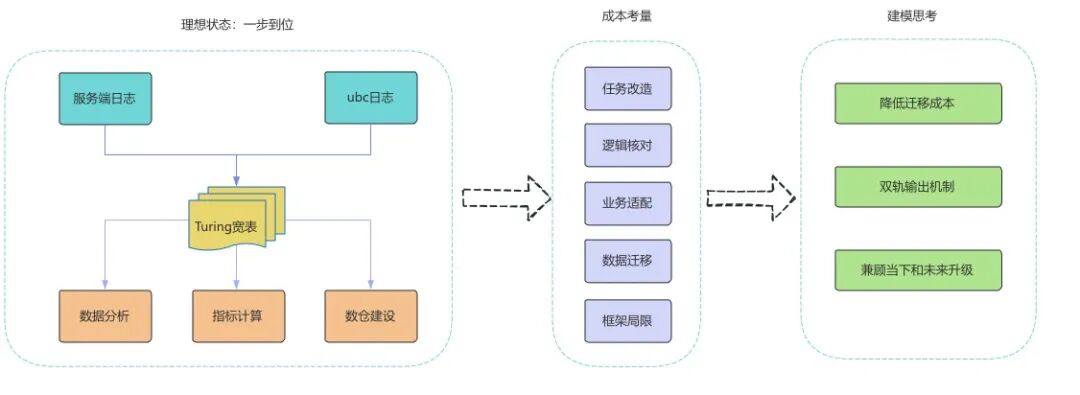 理想状态：一步到位
服务端日志
ubc日志
Turing宽表
数据分析
指标计算
数仓建设
成本考量
任务改造
逻辑核对
业务适配
数据迁移
框架局限
建模思考
降低迁移成本
双轨输出机制
兼顾当下和未来升级